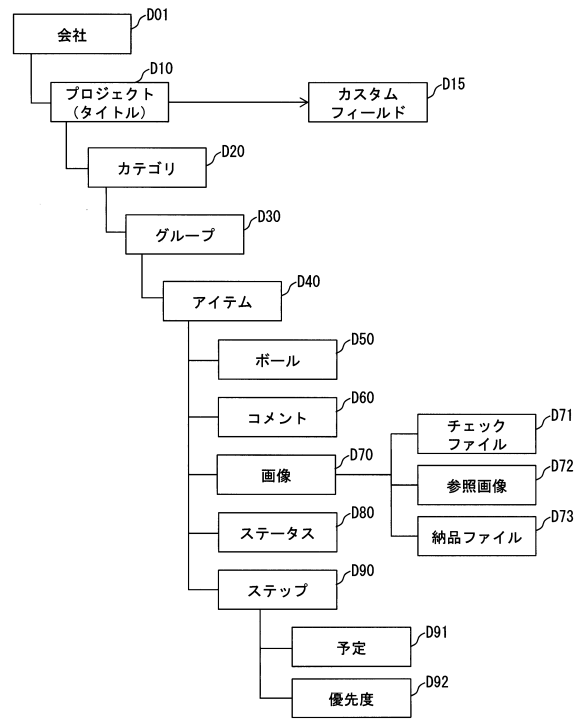 会社
D01
プロジェクト
(タイトル)
D10
カスタム
フィールド
D15
カテゴリ
D20
グループ
D30
アイテム
D40
ボール
D50
コメント
D60
画像
D70
チェック
ファイル
D71
参照画像
D72
納品ファイル
D73
ステータス
D80
ステップ
D90
予定
D91
優先度
D92